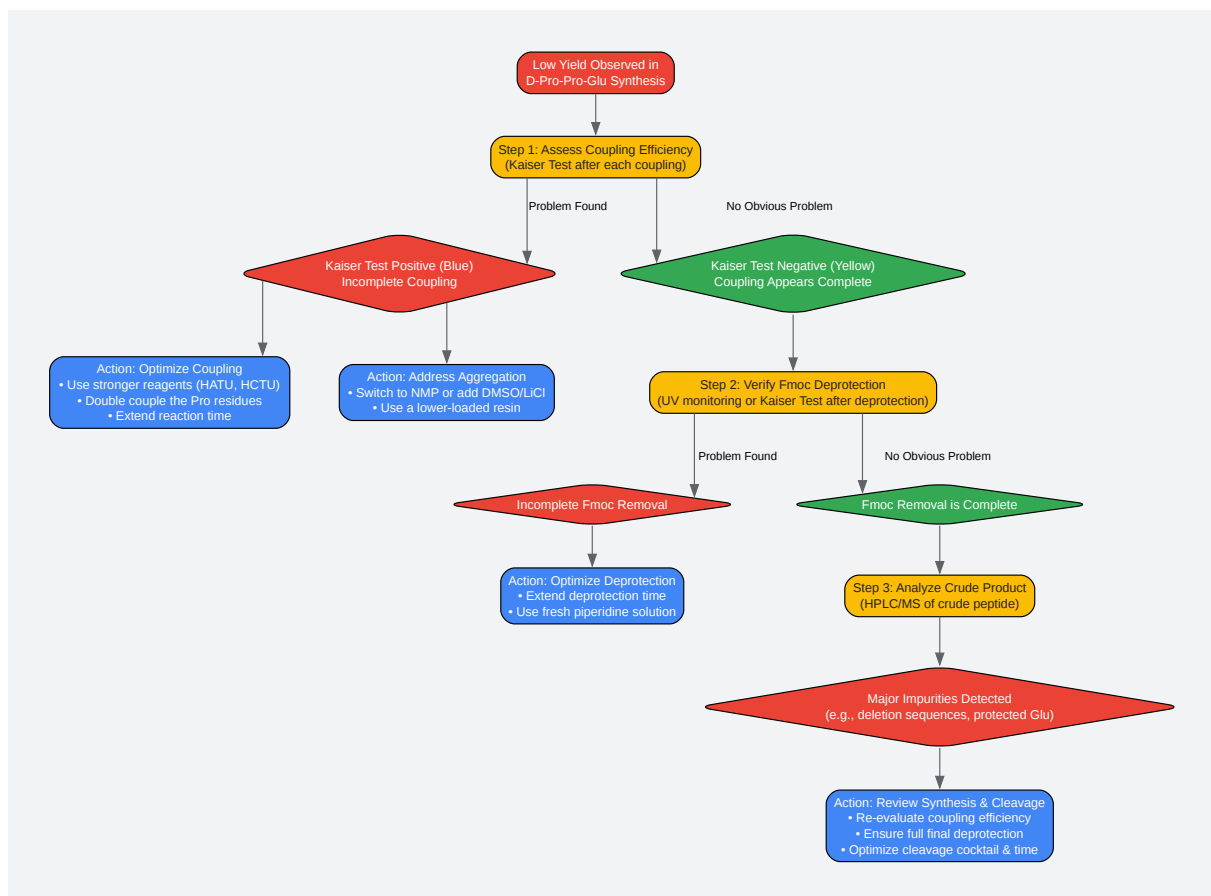 Low Yield Observed in
D-Pro-Pro-Glu Synthesis
Step 1: Assess Coupling Efficiency
(Kaiser Test after each coupling)
Problem Found
No Obvious Problem
Kaiser Test Positive (Blue)
Incomplete Coupling
Kaiser Test Negative (Yellow)
Coupling Appears Complete
Action: Optimize Coupling
• Use stronger reagents (HATU, HCTU)
• Double couple the Pro residues
• Extend reaction time
Action: Address Aggregation
• Switch to NMP or add DMSO/LiCl
• Use a lower-loaded resin
Step 2: Verify Fmoc Deprotection
(UV monitoring or Kaiser Test after deprotection)
Problem Found
No Obvious Problem
Incomplete Fmoc Removal
Fmoc Removal is Complete
Action: Optimize Deprotection
• Extend deprotection time
• Use fresh piperidine solution
Step 3: Analyze Crude Product
(HPLC/MS of crude peptide)
Major Impurities Detected
(e.g., deletion sequences, protected Glu)
Action: Review Synthesis & Cleavage
• Re-evaluate coupling efficiency
• Ensure full final deprotection
• Optimize cleavage cocktail & time